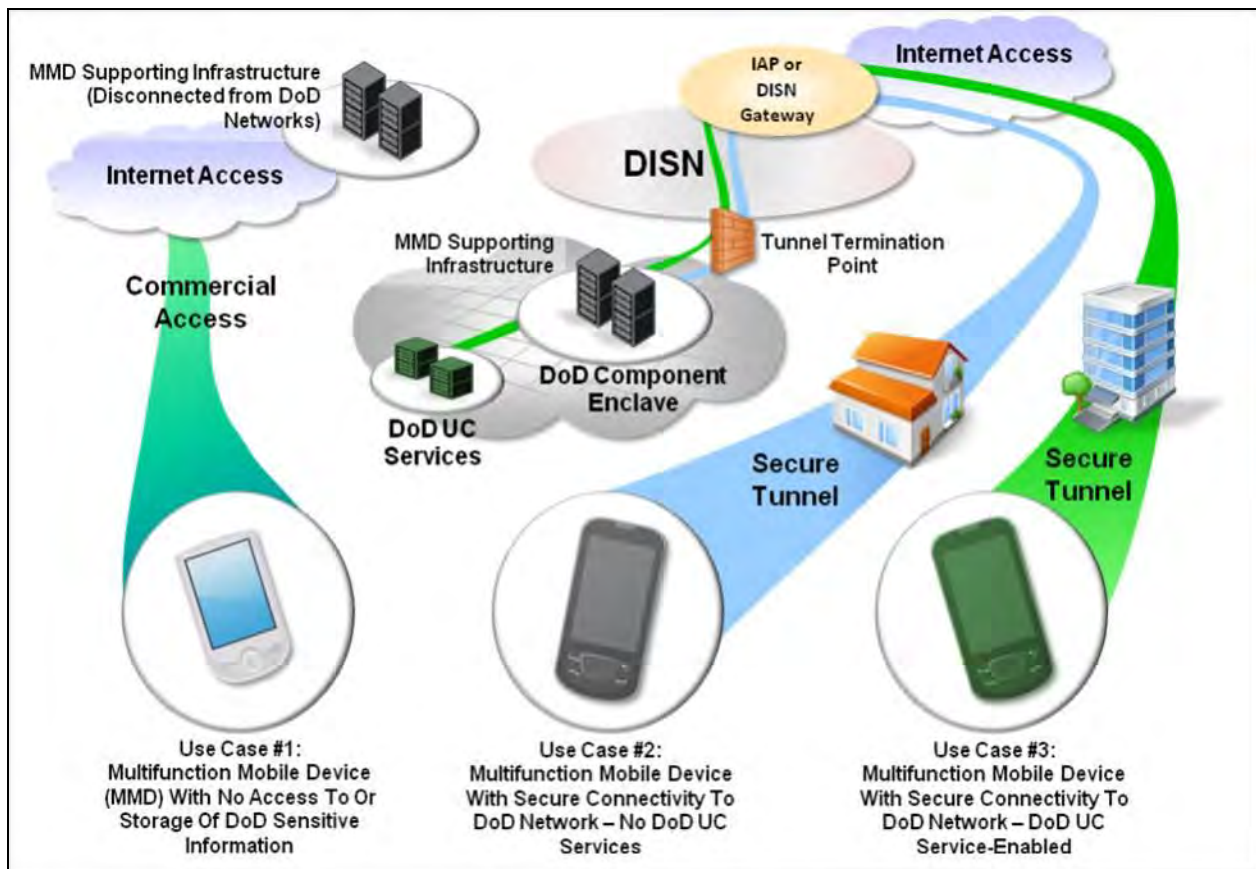 MMD Supporting Infrastructure
(Disconnected from DoD
Networks)
Internet Access
Commercial
Access
IAP or
DISN
Gateway
Internet Access
DISN
MMD Supporting
Infrastructure
Tunnel Termination
Point
DoD Component
Enclave
DoD UC
Services
Secure
Tunnel
Secure
Tunnel
Use Case #1:
Multifunction Mobile Device
(MMD) With No Access To Or
Storage Of DoD Sensitive
Information
Use Case #2:
Multifunction Mobile Device
With Secure Connectivity To
DoD Network – No DoD UC
Services
Use Case #3:
Multifunction Mobile Device
With Secure Connectivity To
DoD Network – DoD UC
Service-Enabled